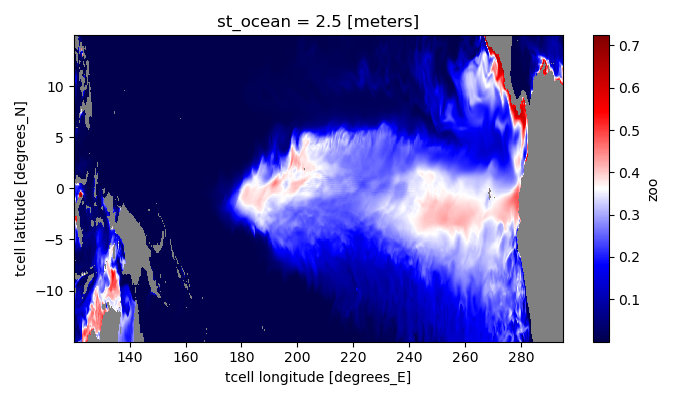 st_ocean = 2.5 [meters]
10
5
0
−5
−10
tcell latitude [degrees_N]
140 160 180 200 220 240 260 280
tcell longitude [degrees_E]
0.7
0.6
0.5
0.4
0.3
0.2
0.1
zoo